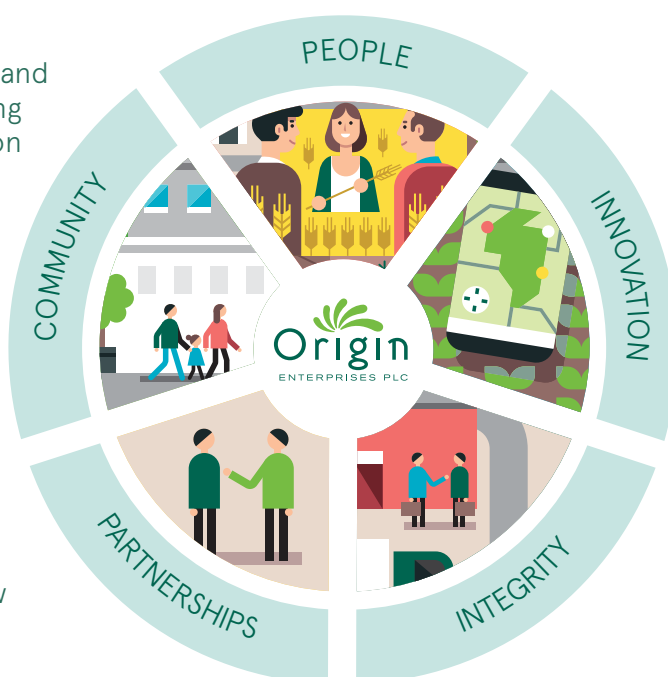 PEOPLE
and
ng
on
COMMUNITY
INNOVATION
Origin
ENTERPRISES PLC
PARTNERSHIPS
INTEGRITY